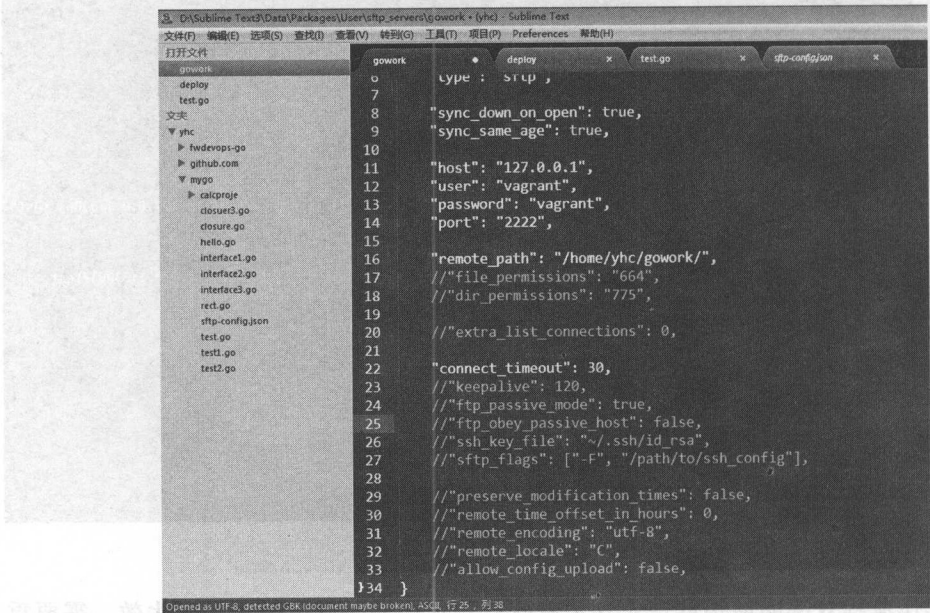 D:\Sublime Text3\Data\Packages\User\sftp_servers\gowork • (yhc) - Sublime Text
文件(F) 编辑(E) 选项(S) 查找(I) 查看(V) 转到(G) 工具(T) 项目(P) Preferences 帮助(H)
打开文件
gowork
deploy
test.go
文夹
yhc
fwdevops-go
github.com
mygo
calcproje
closuer3.go
closure.go
hello.go
interface1.go
interface2.go
interface3.go
rect.go
sftp-config.json
test.go
test1.go
test2.go
gowork deploy × test.go × sftp-config.json ×
6 "type": "sftp",
7
8 "sync_down_on_open": true,
9 "sync_same_age": true,
10
11 "host": "127.0.0.1",
12 "user": "vagrant",
13 "password": "vagrant",
14 "port": "2222",
15
16 "remote_path": "/home/yhc/gowork/",
17 //"file_permissions": "664",
18 //"dir_permissions": "775",
19
20 //"extra_list_connections": 0,
21
22 "connect_timeout": 30,
23 //"keepalive": 120,
24 //"ftp_passive_mode": true,
25 //"ftp_obey_passive_host": false,
26 //"ssh_key_file": "~/.ssh/id_rsa",
27 //"sftp_flags": ["-F", "/path/to/ssh_config"],
28
29 //"preserve_modification_times": false,
30 //"remote_time_offset_in_hours": 0,
31 //"remote_encoding": "utf-8",
32 //"remote_locale": "C",
33 //"allow_config_upload": false,
34 }
Opened as UTF-8, detected GBK (document maybe broken), ASCII, 行 25 , 列 38